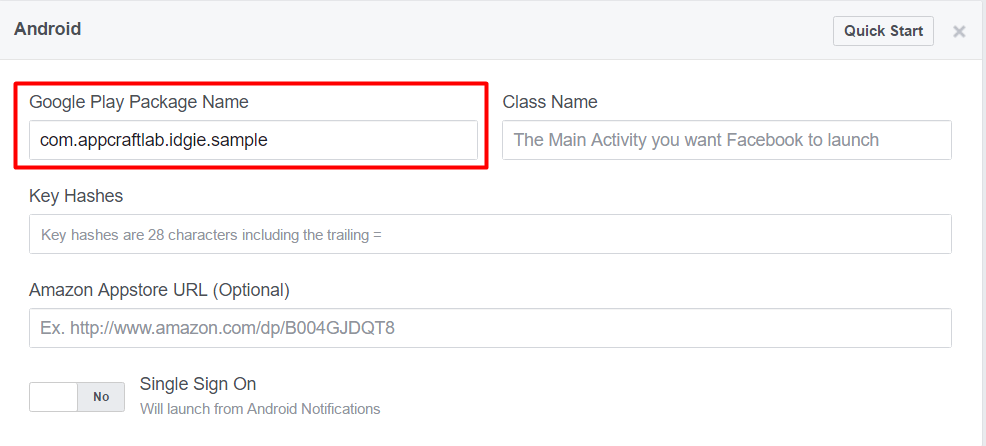 Android
Quick Start
×
Google Play Package Name
Class Name
com.appcraftlab.idgie.sample
The Main Activity you want Facebook to launch
Key Hashes
Key hashes are 28 characters including the trailing =
Amazon Appstore URL (Optional)
Ex. http://www.amazon.com/dp/B004GJDQT8
No
Single Sign On
Will launch from Android Notifications